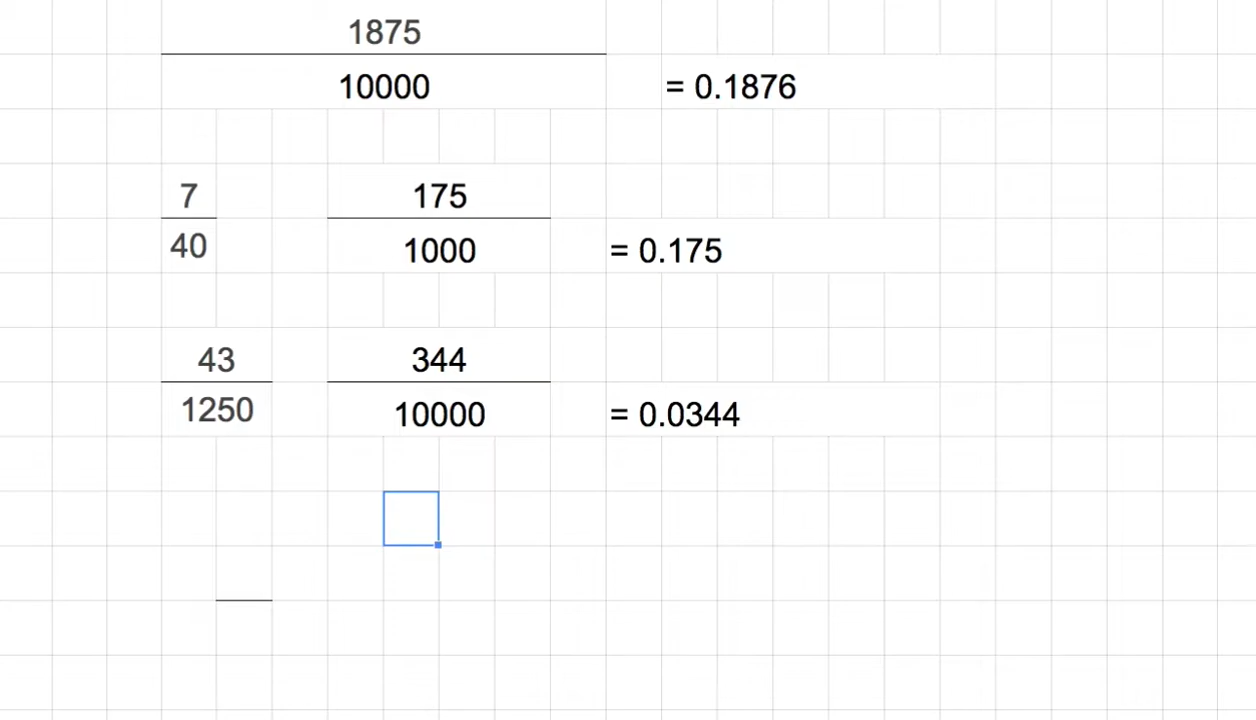 1875
10000 = 0.1876
7 175
40 1000 = 0.175
43 344
1250 10000 = 0.0344